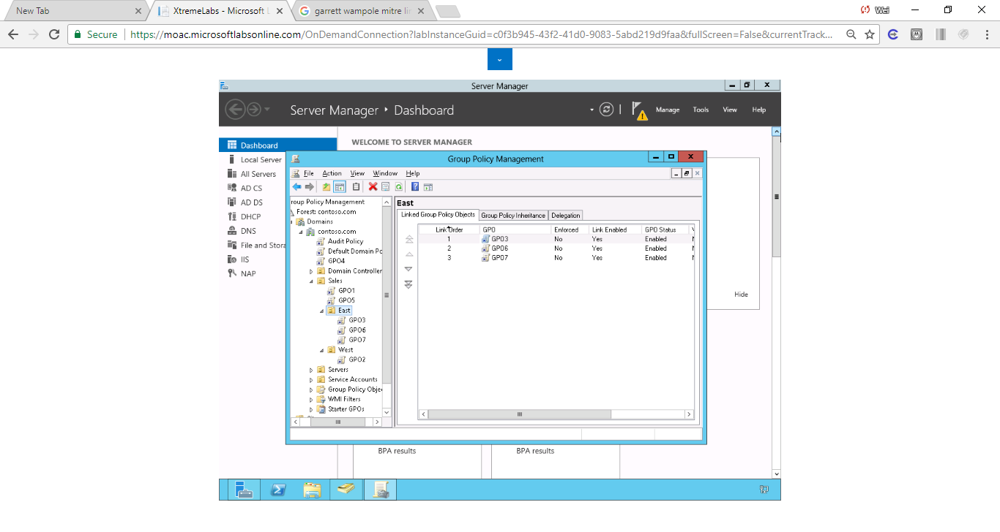 New Tab
XtremeLabs - Microsoft L
garrett wampole mitre lin
Wei
Secure
https://moac.microsoftlabsonline.com/OnDemandConnection?labInstanceGuid=c0f3b945-43f2-41d0-9083-5abd219d9faa&fullScreen=False&currentTrack...
Server Manager
Server Manager
Dashboard
Manage
Tools
View
Help
Dashboard
Local Server
All Servers
AD CS
AD DS
DHCP
DNS
File and Stora
IIS
NAP
WELCOME TO SERVER MANAGER
Group Policy Management
File Action View Window Help
roup Policy Management
Forest: contoso.com
Domains
contoso.com
Audit Policy
Default Domain Pc
GPO4
Domain Controller
Sales
GPO1
GPO5
East
GPO3
GPO6
GPO7
West
GPO2
Servers
Service Accounts
Group Policy Obje
WMI Filters
Starter GPOs
East
Linked Group Policy Objects Group Policy Inheritance Delegation
Link Order GPO Enforced Link Enabled GPO Status
1 GPO3 No Yes Enabled
2 GPO6 No Yes Enabled
3 GPO7 No Yes Enabled
Hide
BPA results
BPA results